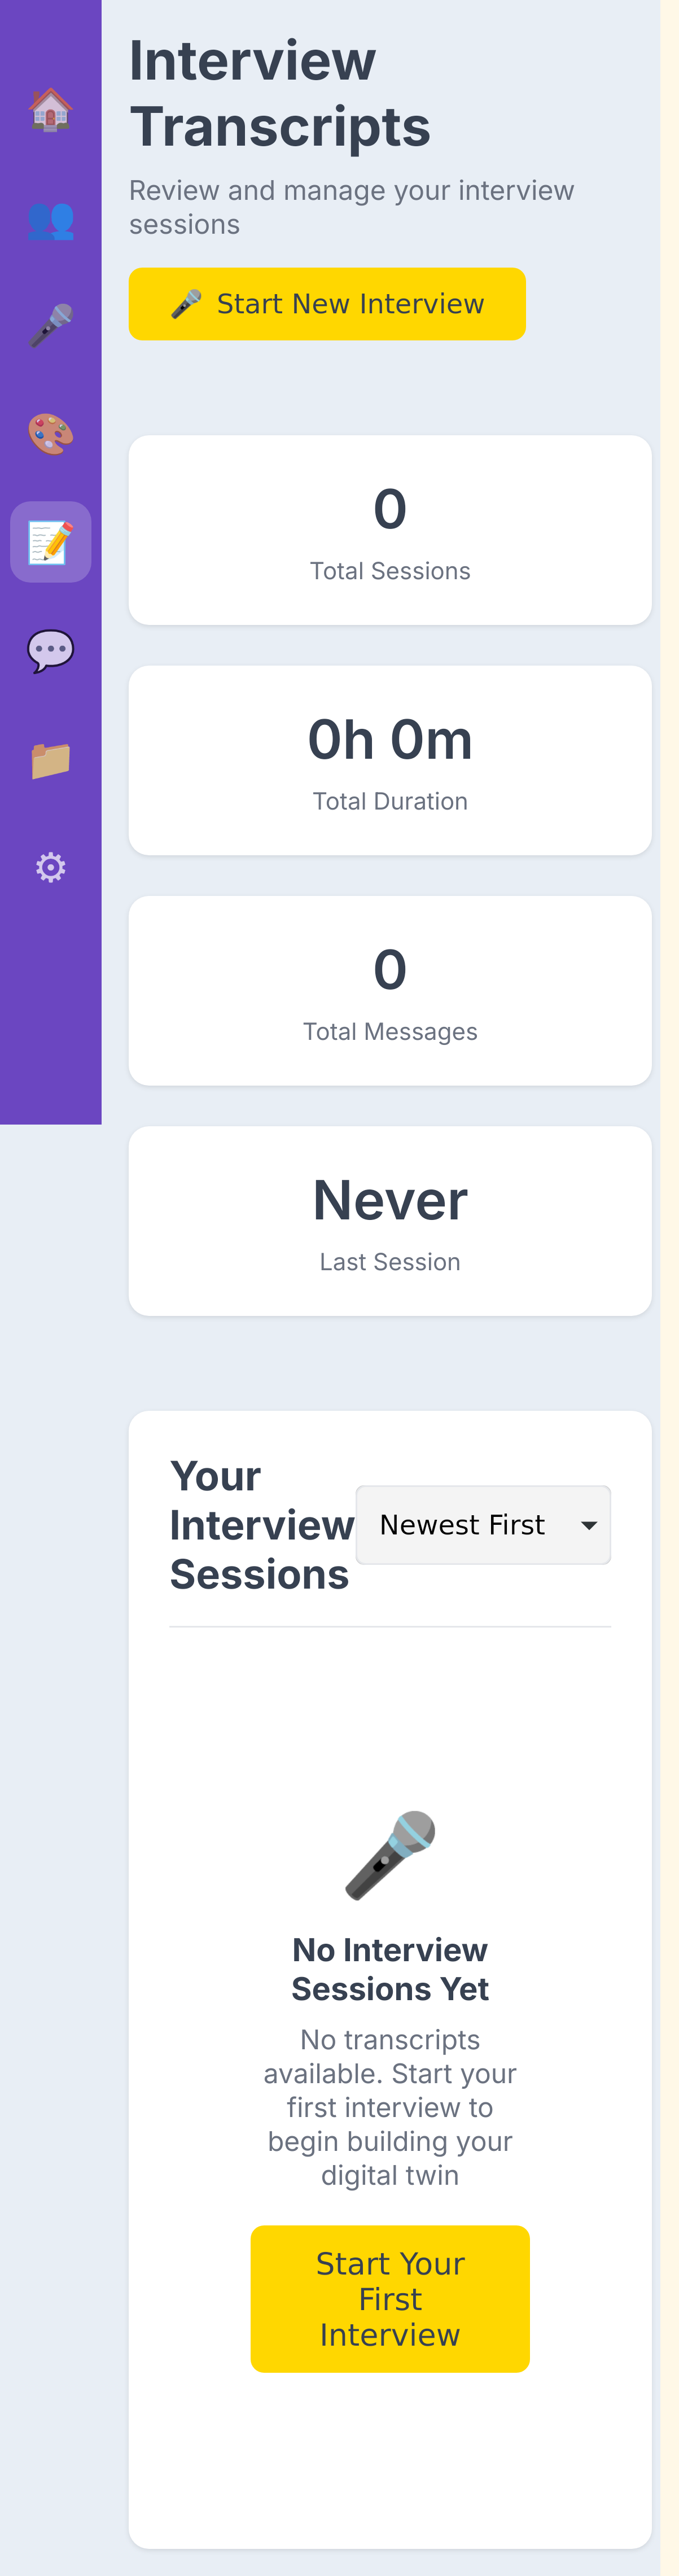 Interview
Transcripts
Review and manage your interview
sessions
🎤 Start New Interview
0
Total Sessions
0h 0m
Total Duration
0
Total Messages
Never
Last Session
Your
Interview
Sessions
Newest First
No Interview
Sessions Yet
No transcripts
available. Start your
first interview to
begin building your
digital twin
Start Your
First
Interview